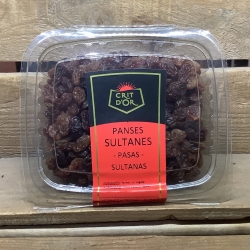 CRIT
D'OR
PANSES
SULTANES
- PASAS -
SULTANAS